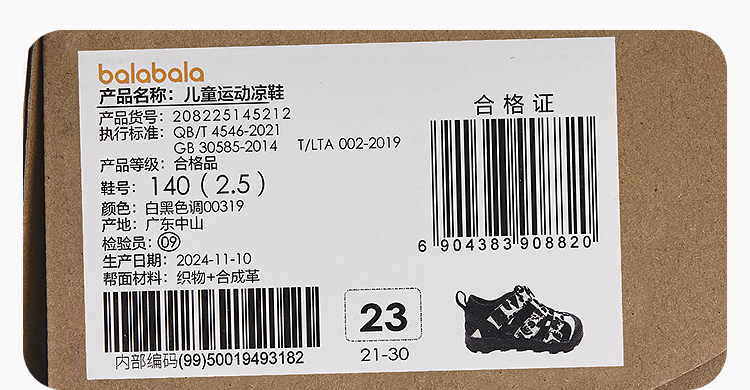 balabala
产品名称：儿童运动凉鞋
产品货号：208225145212
执行标准：QB/T 4546-2021
GB 30585-2014 T/LTA 002-2019
产品等级：合格品
鞋号：140（2.5）
颜色：白黑色调00319
产地：广东中山
检验员：09
生产日期：2024-11-10
帮面材料：织物+合成革
内部编码(99)50019493182
合格证
6 904383 908820
23
21-30